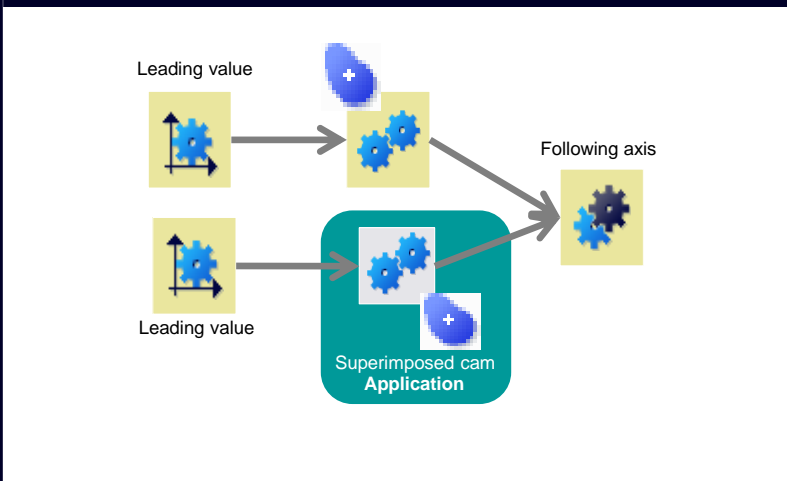 Leading value
Following axis
Leading value
Superimposed cam
Application